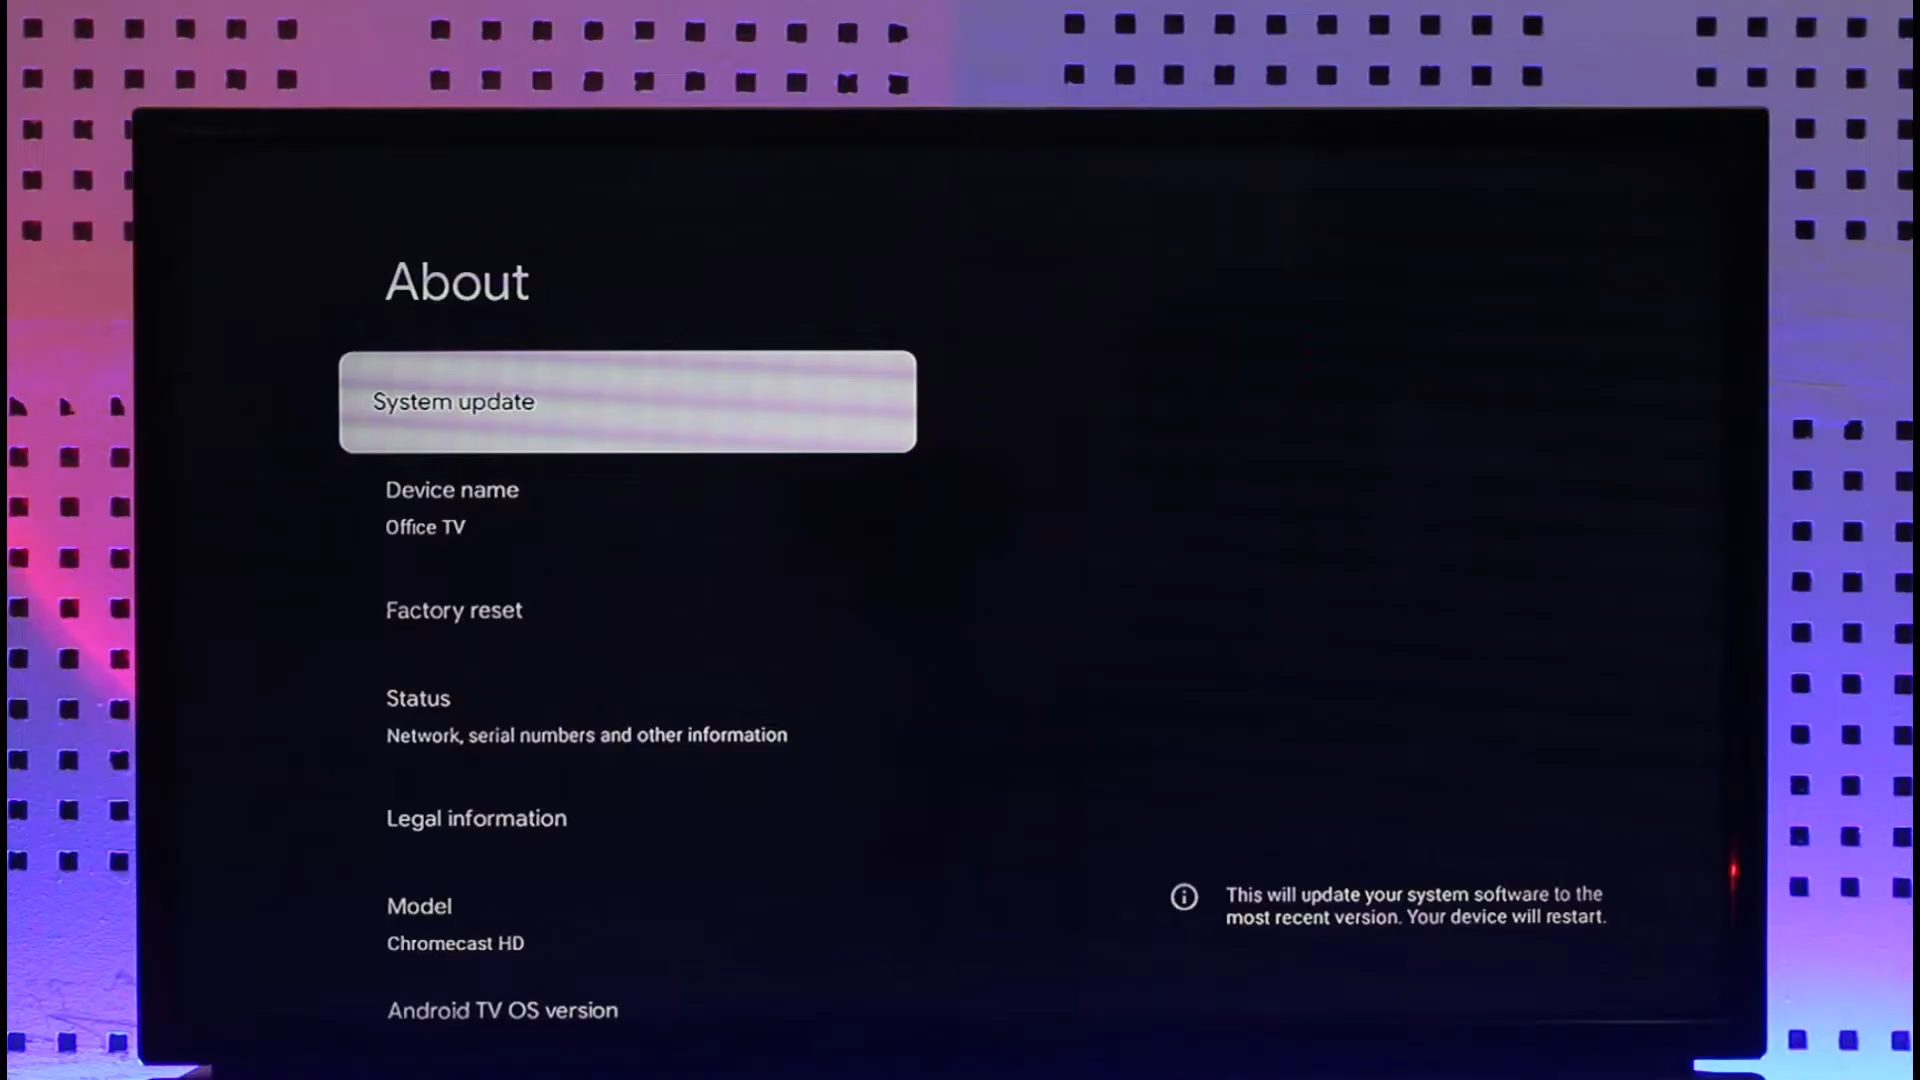 About
System update
Device name
Office TV
Factory reset
Status
Network, serial numbers and other information
Legal information
Model
Chromecast HD
Android TV OS version
This will update your system software to the
most recent version. Your device will restart.